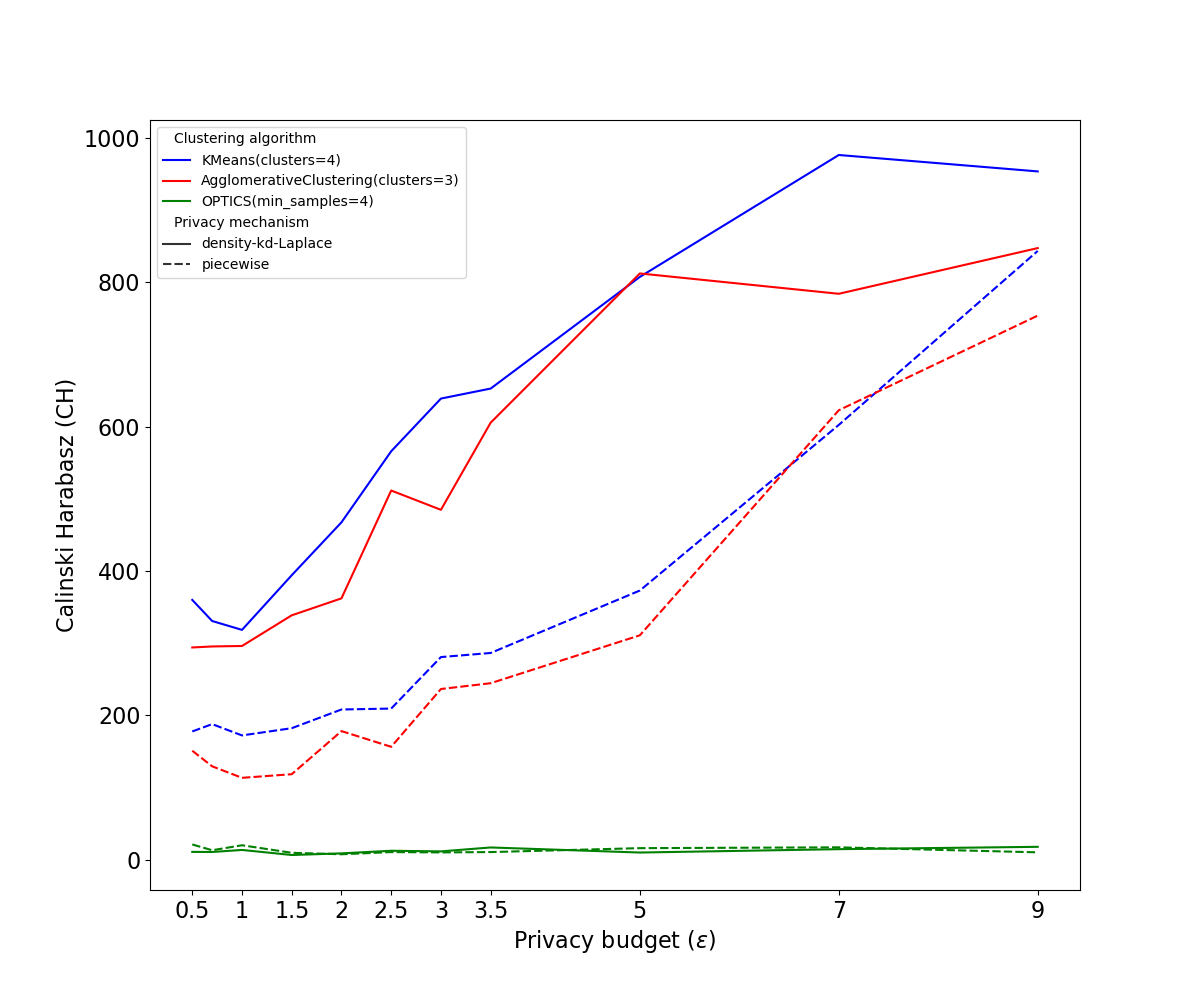 Clustering algorithm
KMeans(clusters=4)
AgglomerativeClustering(clusters=3)
OPTICS(min_samples=4)
Privacy mechanism
density-kd-Laplace
piecewise
1000
800
600
400
200
0
Calinski Harabasz (CH)
0.5 1 1.5 2 2.5 3 3.5 5 7 9
Privacy budget (ε)